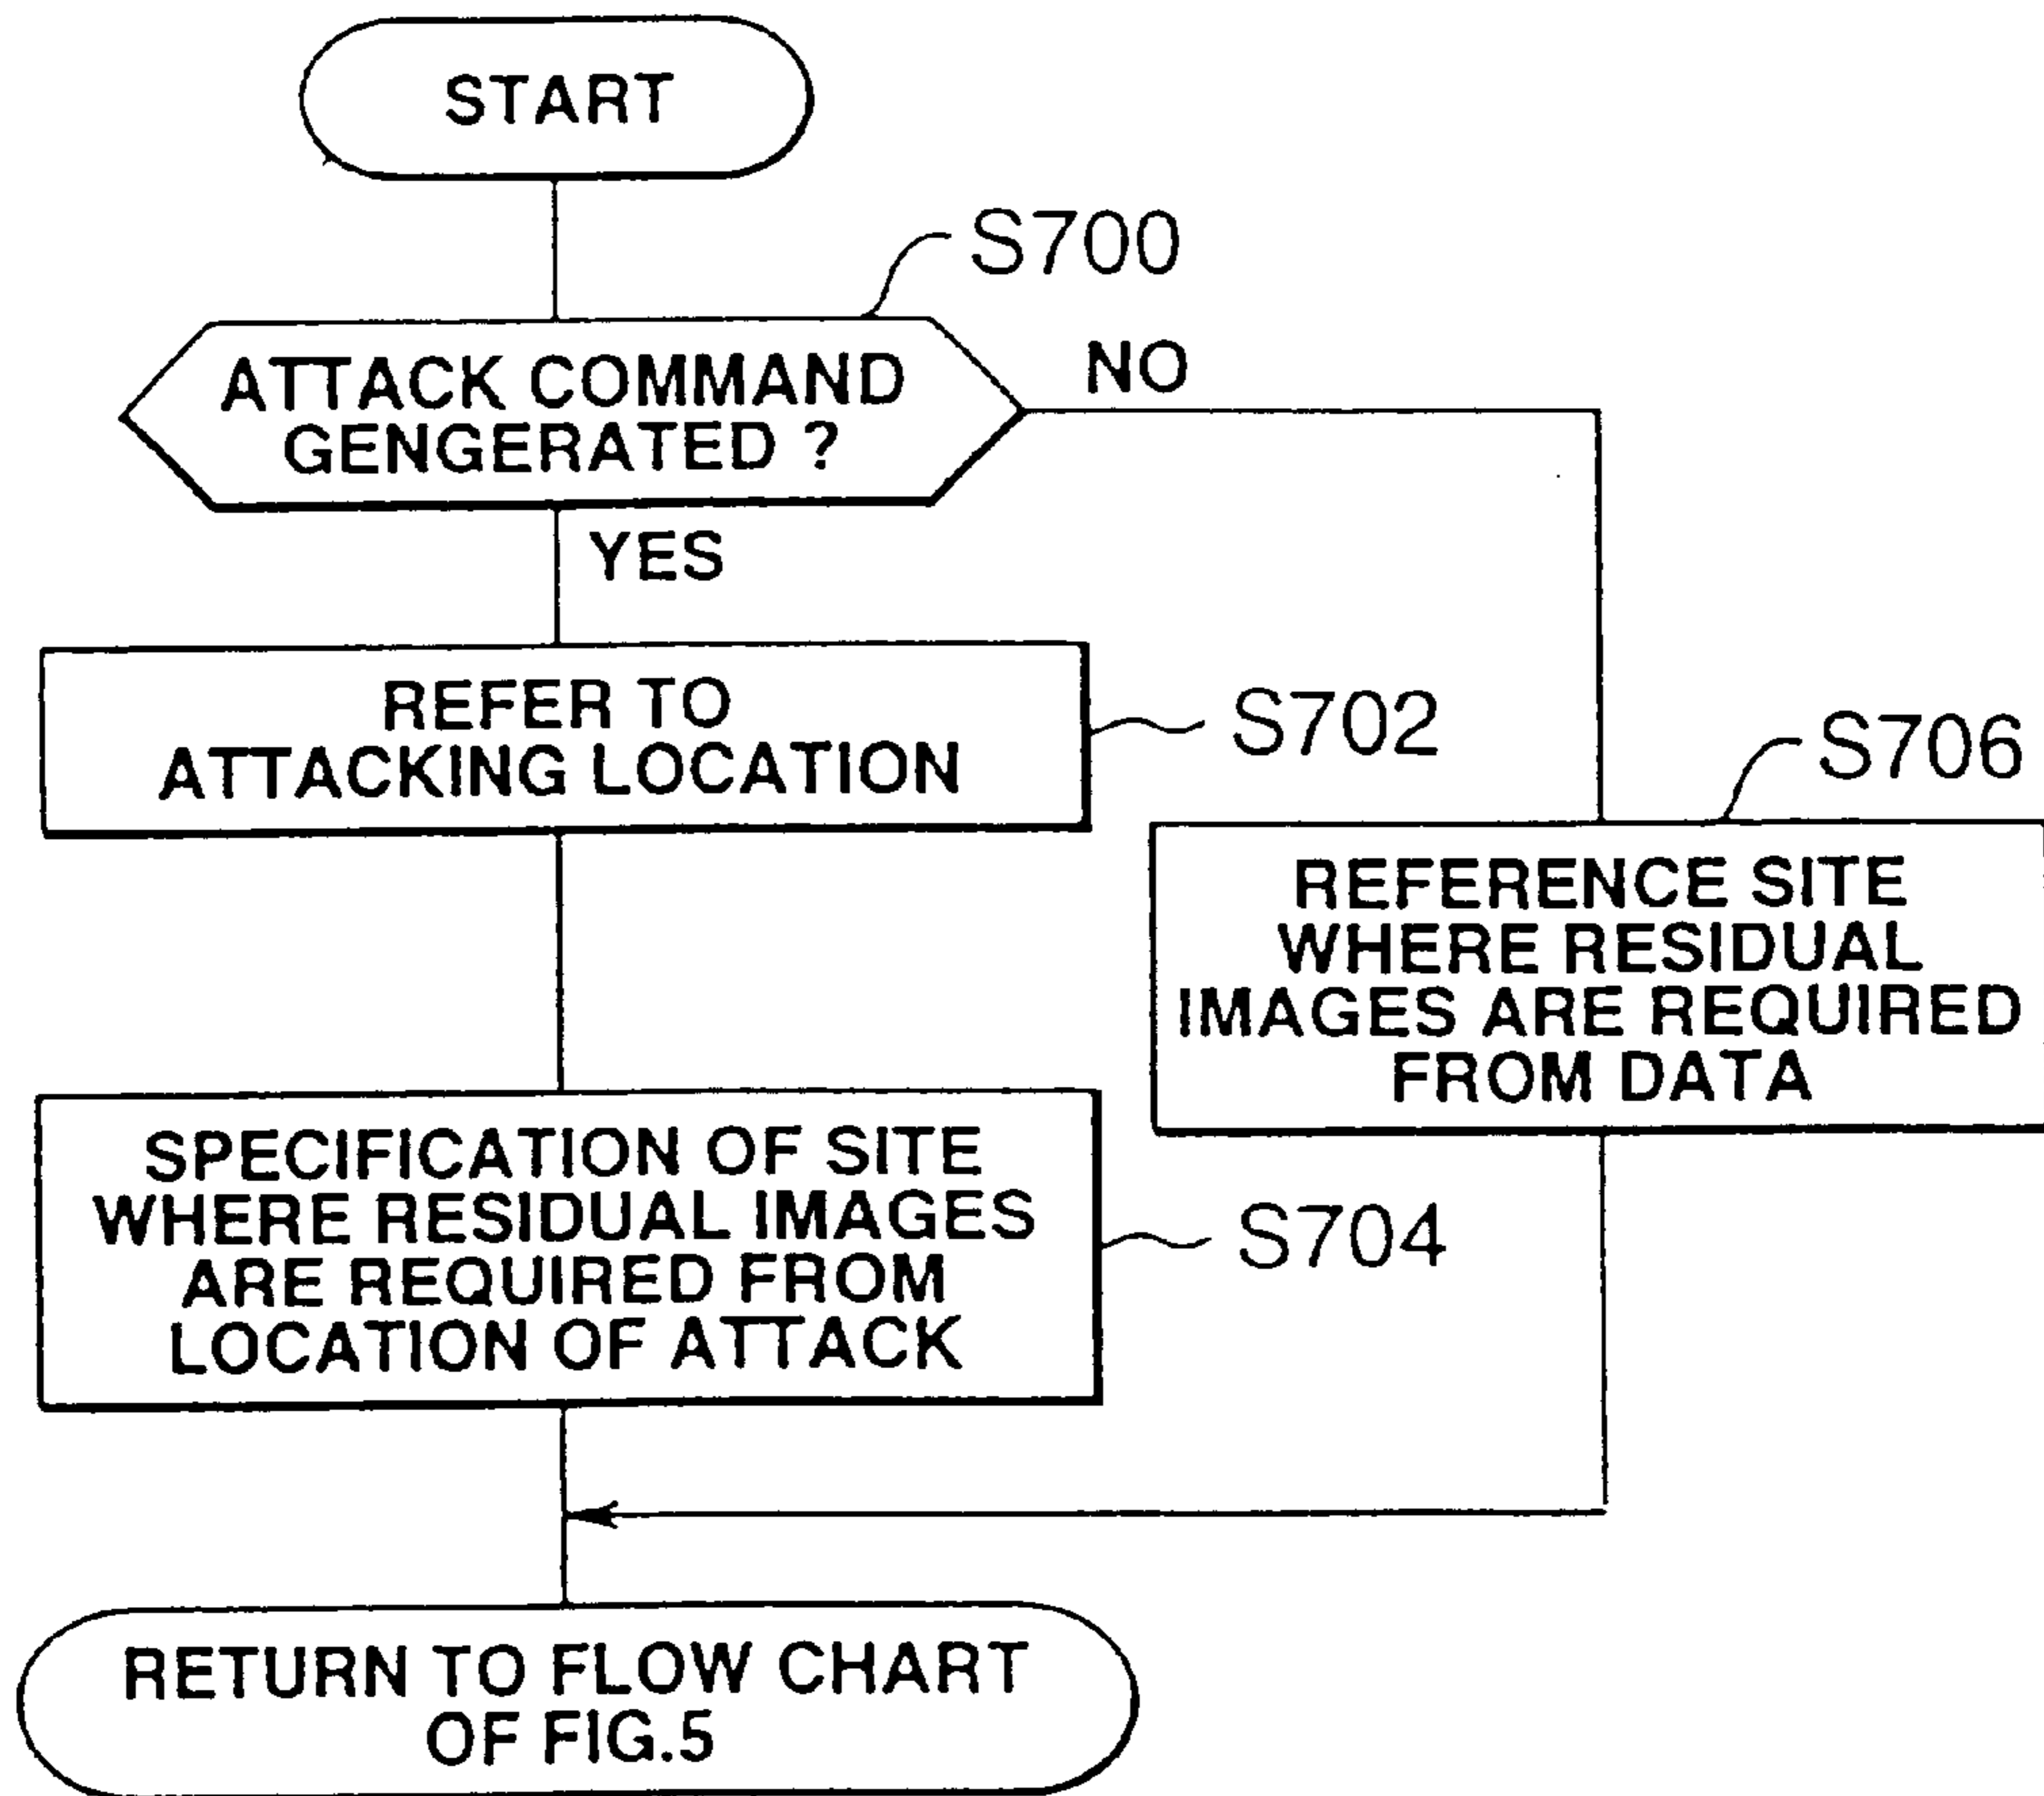 START
S700
ATTACK COMMAND
GENGERATED ?
NO
YES
REFER TO
ATTACKING LOCATION
S702
S706
REFERENCE SITE
WHERE RESIDUAL
IMAGES ARE REQUIRED
FROM DATA
SPECIFICATION OF SITE
WHERE RESIDUAL IMAGES
ARE REQUIRED FROM
LOCATION OF ATTACK
S704
RETURN TO FLOW CHART
OF FIG.5